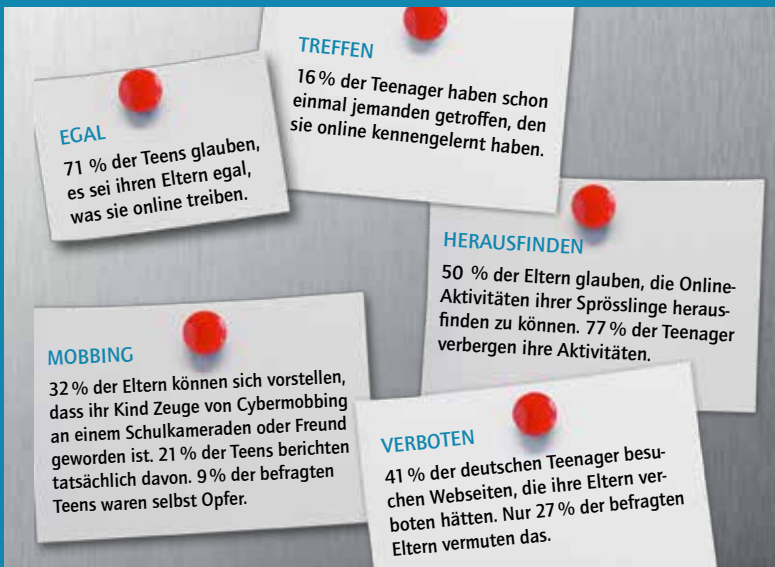 TREFFEN
16 % der Teenager haben schon
einmal jemanden getroffen, den
sie online kennengelernt haben.
EGAL
71 % der Teens glauben,
es sei ihren Eltern egal,
was sie online treiben.
HERAUSFINDEN
50 % der Eltern glauben, die Online-
Aktivitäten ihrer Sprösslinge heraus-
finden zu können. 77 % der Teenager
verbergen ihre Aktivitäten.
MOBBING
32 % der Eltern können sich vorstellen,
dass ihr Kind Zeuge von Cybermobbing
an einem Schulkameraden oder Freund
geworden ist. 21 % der Teens berichten
tatsächlich davon. 9 % der befragten
Teens waren selbst Opfer.
VERBOTEN
41 % der deutschen Teenager besu-
chen Webseiten, die ihre Eltern ver-
boten hätten. Nur 27 % der befragten
Eltern vermuten das.